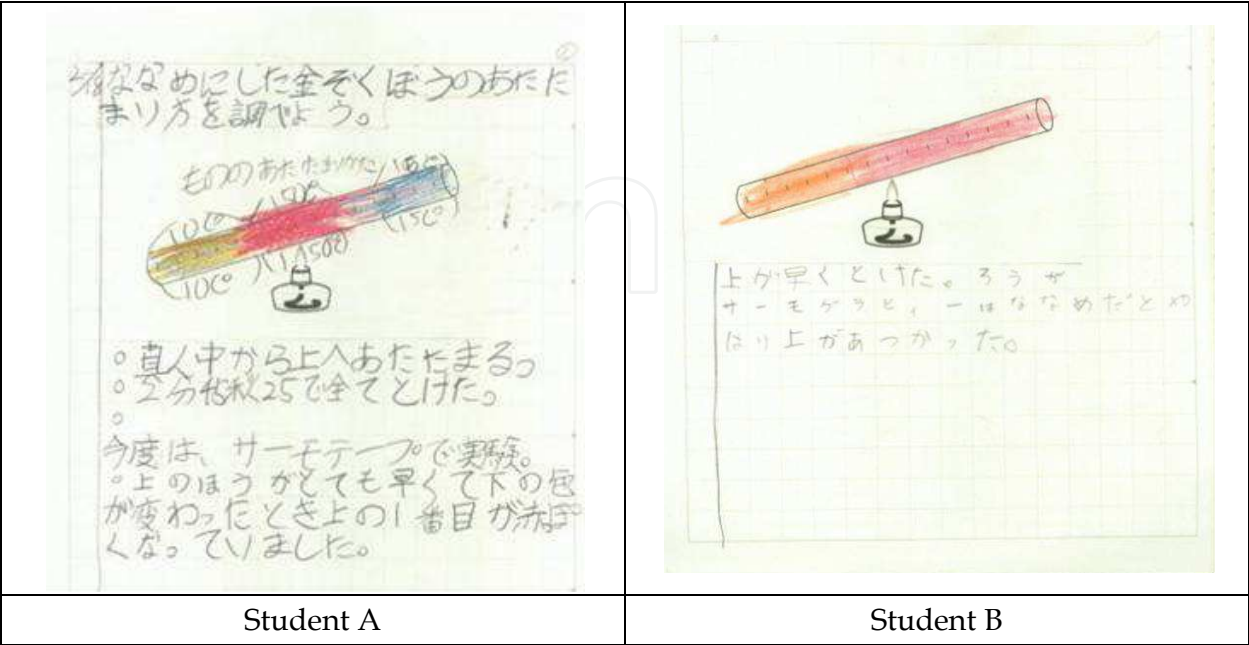 ななめにした金ぞくぼうのあたた
まり方を調べよう。
もののあたたまりかた
100°
150°
15C°
100°
150°
15C°
真ん中から上へあたたまるっ
2分 25で全てとけた。
今度は、サーモテープで実験。
上のほうがとても早くて下の色
が変わったとき上の1番目が赤ぽ
くなっていました。
Student A
上が早くとけた。ろうが
サーモグラヒィーはななめだとや
はり上があつかった。
Student B